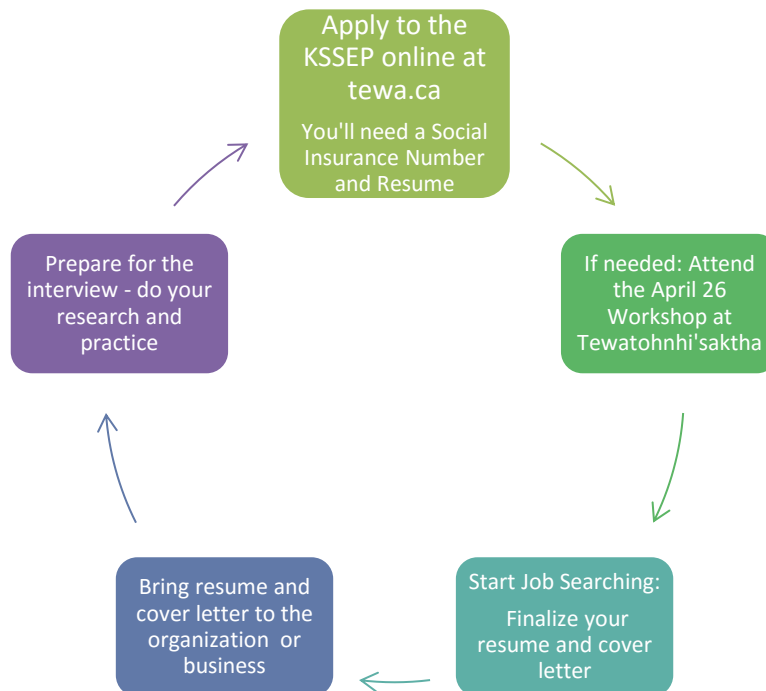 Apply to the
KSSEP online at
tewa.ca
You'll need a Social
Insurance Number
and Resume
If needed: Attend
the April 26
Workshop at
Tewatohnhi'saktha
Start Job Searching:
Finalize your
resume and cover
letter
Bring resume and
cover letter to the
organization or
business
Prepare for the
interview - do your
research and
practice